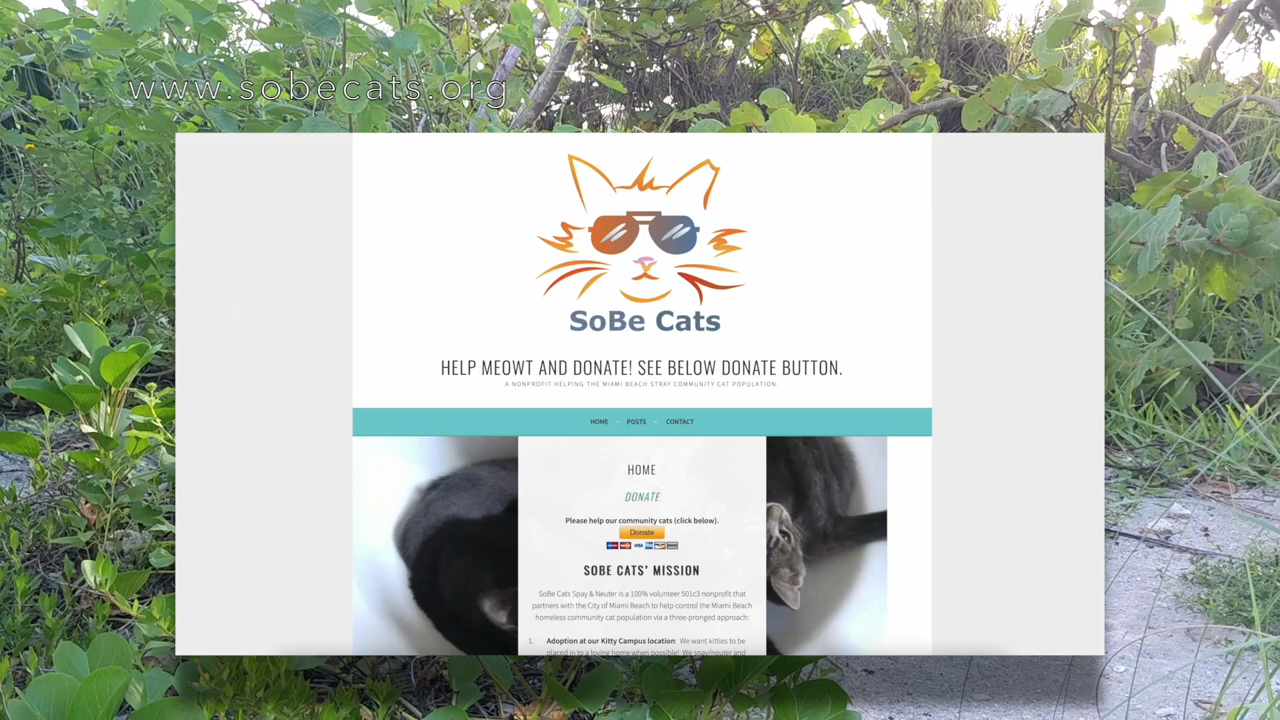 www.sobecats.org
SoBe Cats
HELP MEOWT AND DONATE! SEE BELOW DONATE BUTTON.
A NONPROFIT HELPING THE MIAMI BEACH STRAY COMMUNITY CAT POPULATION.
HOME POSTS CONTACT
HOME
DONATE
Please help our community cats (click below).
Donate
SOBE CATS' MISSION
SoBe Cats Spay & Neuter is a 100% volunteer 501c3 nonprofit that
partners with the City of Miami Beach to help control the Miami Beach
homeless community cat population via a three-pronged approach:
1. Adoption at our Kitty Campus location: We want kitties to be
placed in to a loving home when possible! We spay/neuter and